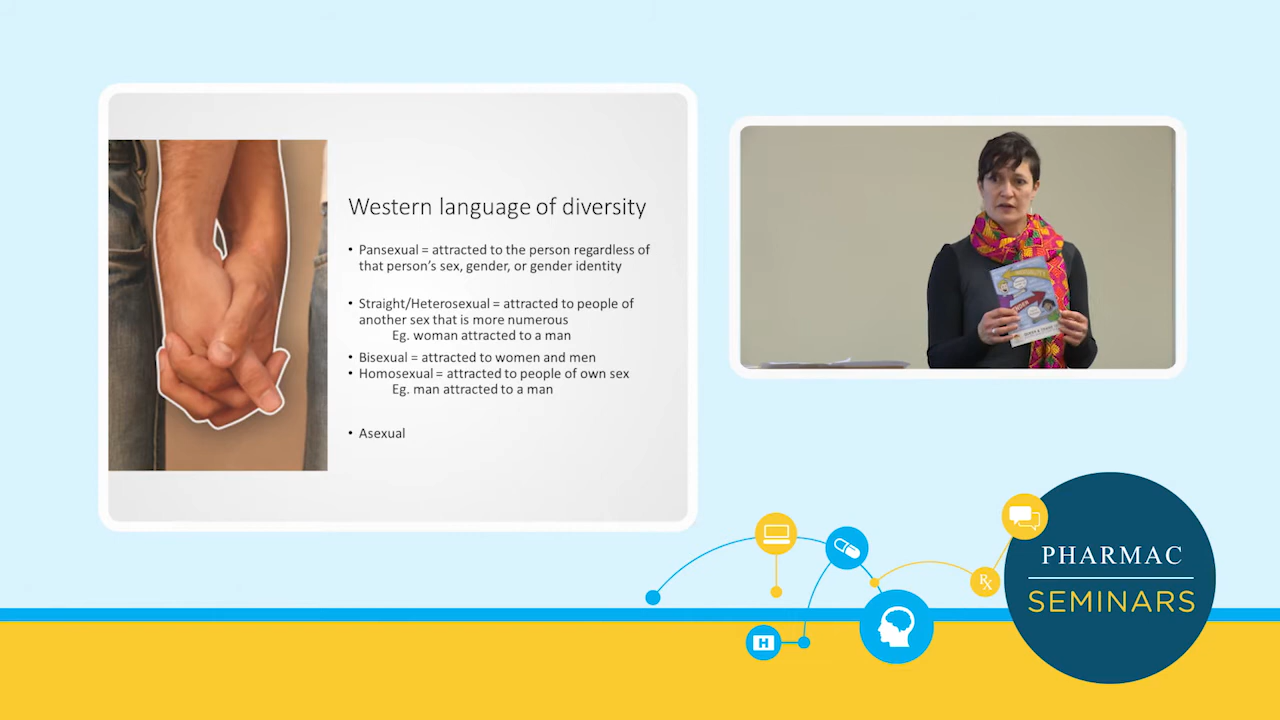 Western language of diversity
• Pansexual = attracted to the person regardless of
that person's sex, gender, or gender identity
• Straight/Heterosexual = attracted to people of
another sex that is more numerous
Eg. woman attracted to a man
• Bisexual = attracted to women and men
• Homosexual = attracted to people of own sex
Eg. man attracted to a man
• Asexual
PHARMAC
SEMINARS
Rx
H